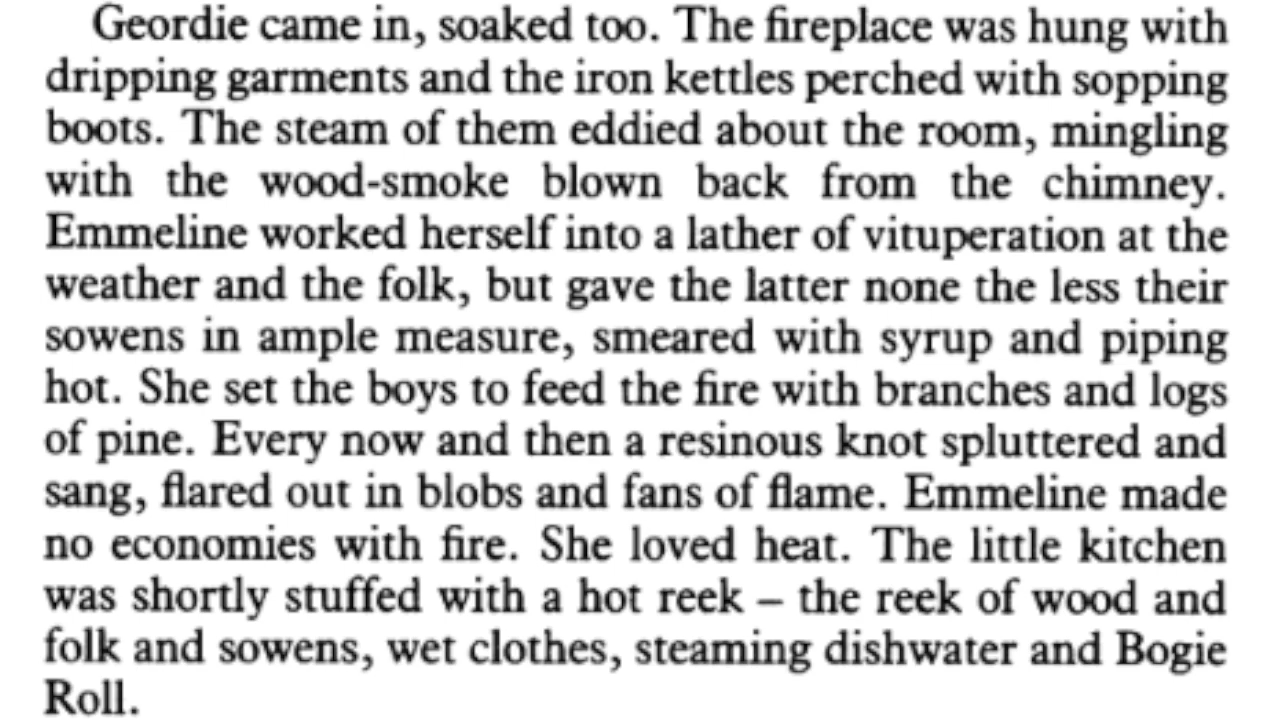 Geordie came in, soaked too. The fireplace was hung with
dripping garments and the iron kettles perched with sopping
boots. The steam of them eddied about the room, mingling
with the wood-smoke blown back from the chimney.
Emmeline worked herself into a lather of vituperation at the
weather and the folk, but gave the latter none the less their
sowens in ample measure, smeared with syrup and piping
hot. She set the boys to feed the fire with branches and logs
of pine. Every now and then a resinous knot spluttered and
sang, flared out in blobs and fans of flame. Emmeline made
no economies with fire. She loved heat. The little kitchen
was shortly stuffed with a hot reek – the reek of wood and
folk and sowens, wet clothes, steaming dishwater and Bogie
Roll.